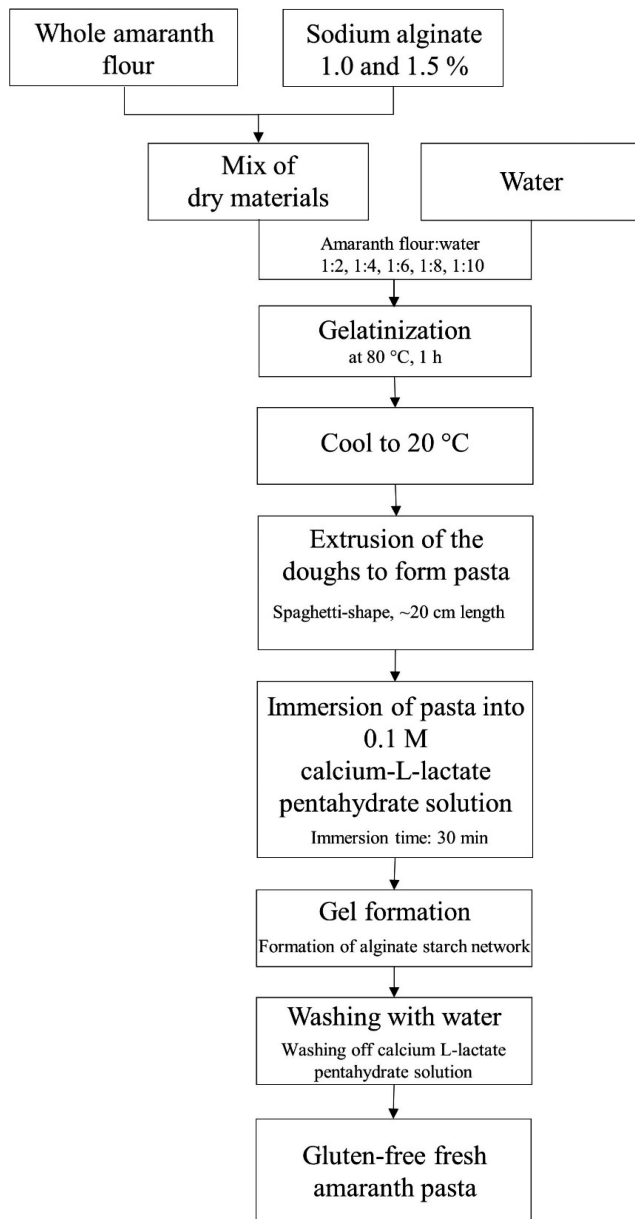 Whole amaranth
flour
Sodium alginate
1.0 and 1.5 %
Mix of
dry materials
Water
Amaranth flour:water
1:2, 1:4, 1:6, 1:8, 1:10
Gelatinization
at 80 °C, 1 h
Cool to 20 °C
Extrusion of the
doughs to form pasta
Spaghetti-shape, ~20 cm length
Immersion of pasta into
0.1 M
calcium-L-lactate
pentahydrate solution
Immersion time: 30 min
Gel formation
Formation of alginate starch network
Washing with water
Washing off calcium L-lactate
pentahydrate solution
Gluten-free fresh
amaranth pasta